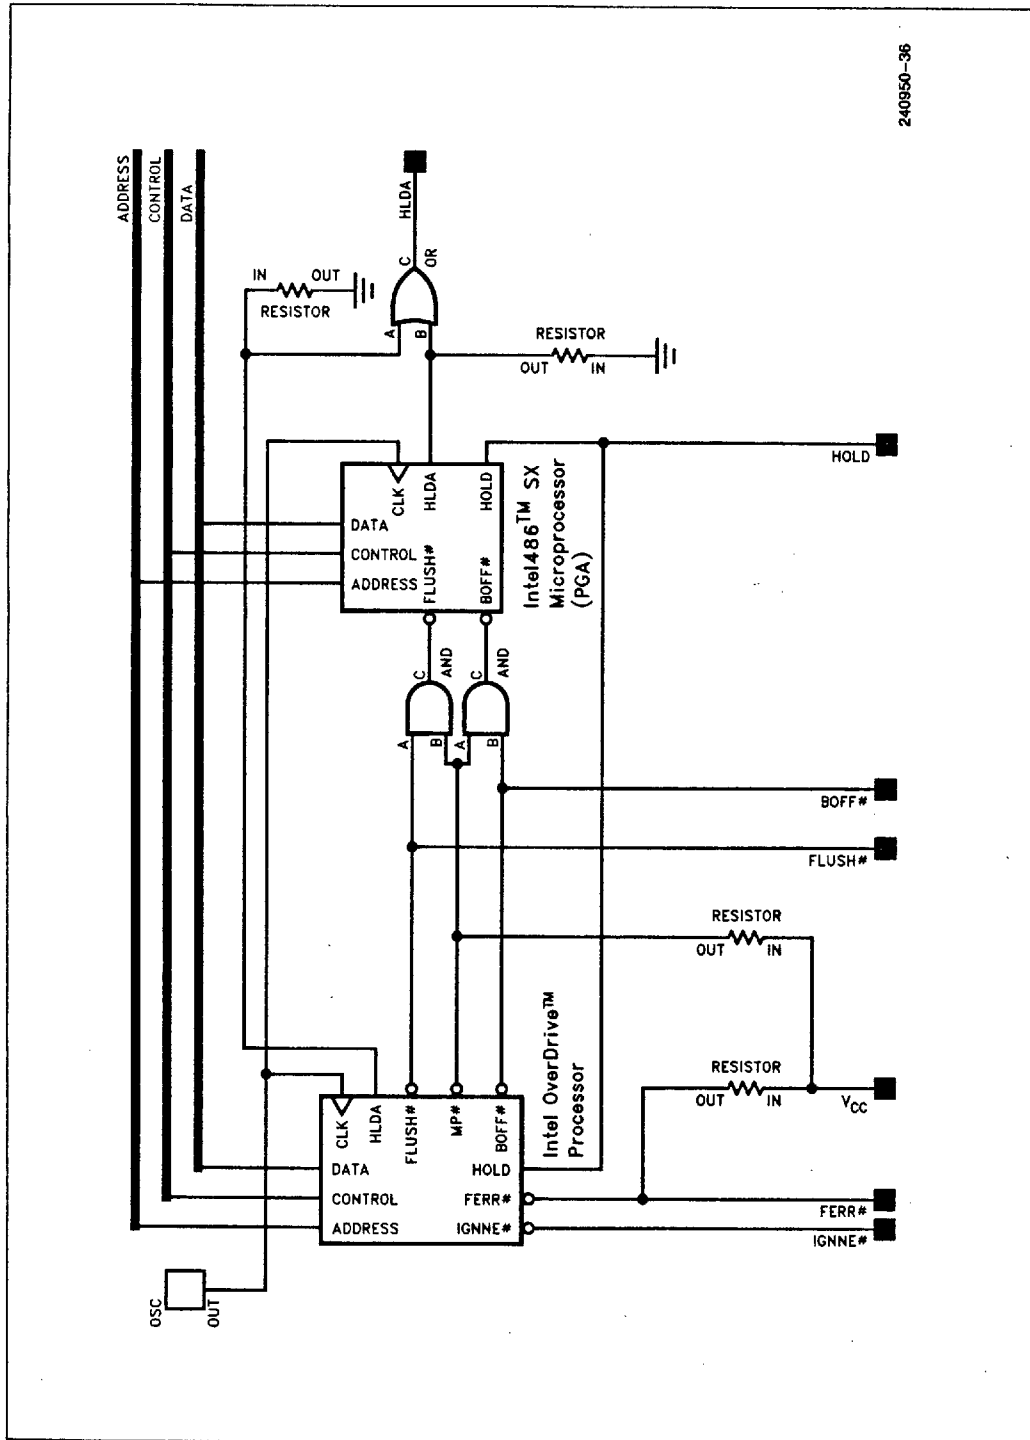 240950-36
ADDRESS
CONTROL
DATA
HLDA
C
OR
A
B
IN
OUT
RESISTOR
RESISTOR
OUT
IN
CLK
HLDA
HOLD
DATA
CONTROL
ADDRESS
FLUSH#
BOFF#
Intel486™ SX
Microprocessor
(PGA)
HOLD
C
AND
A
B
C
AND
A
B
BOFF#
FLUSH#
RESISTOR
OUT
IN
RESISTOR
OUT
IN
VCC
Intel OverDrive™
Processor
CLK
HLDA
FLUSH#
MP#
BOFF#
DATA
CONTROL
ADDRESS
HOLD
FERR#
IGNNE#
FERR#
IGNNE#
OSC
OUT